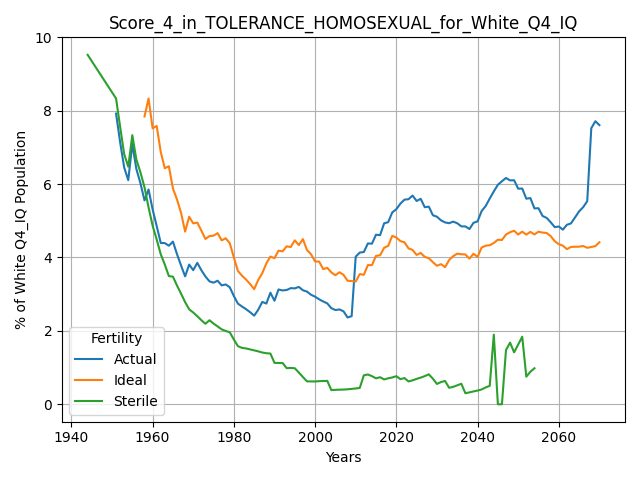 Score_4_in_TOLERANCE_HOMOSEXUAL_for_White_Q4_IQ
% of White Q4_IQ Population
10
8
6
4
2
0
Fertility
Actual
Ideal
Sterile
1940 1960 1980 2000 2020 2040 2060
Years